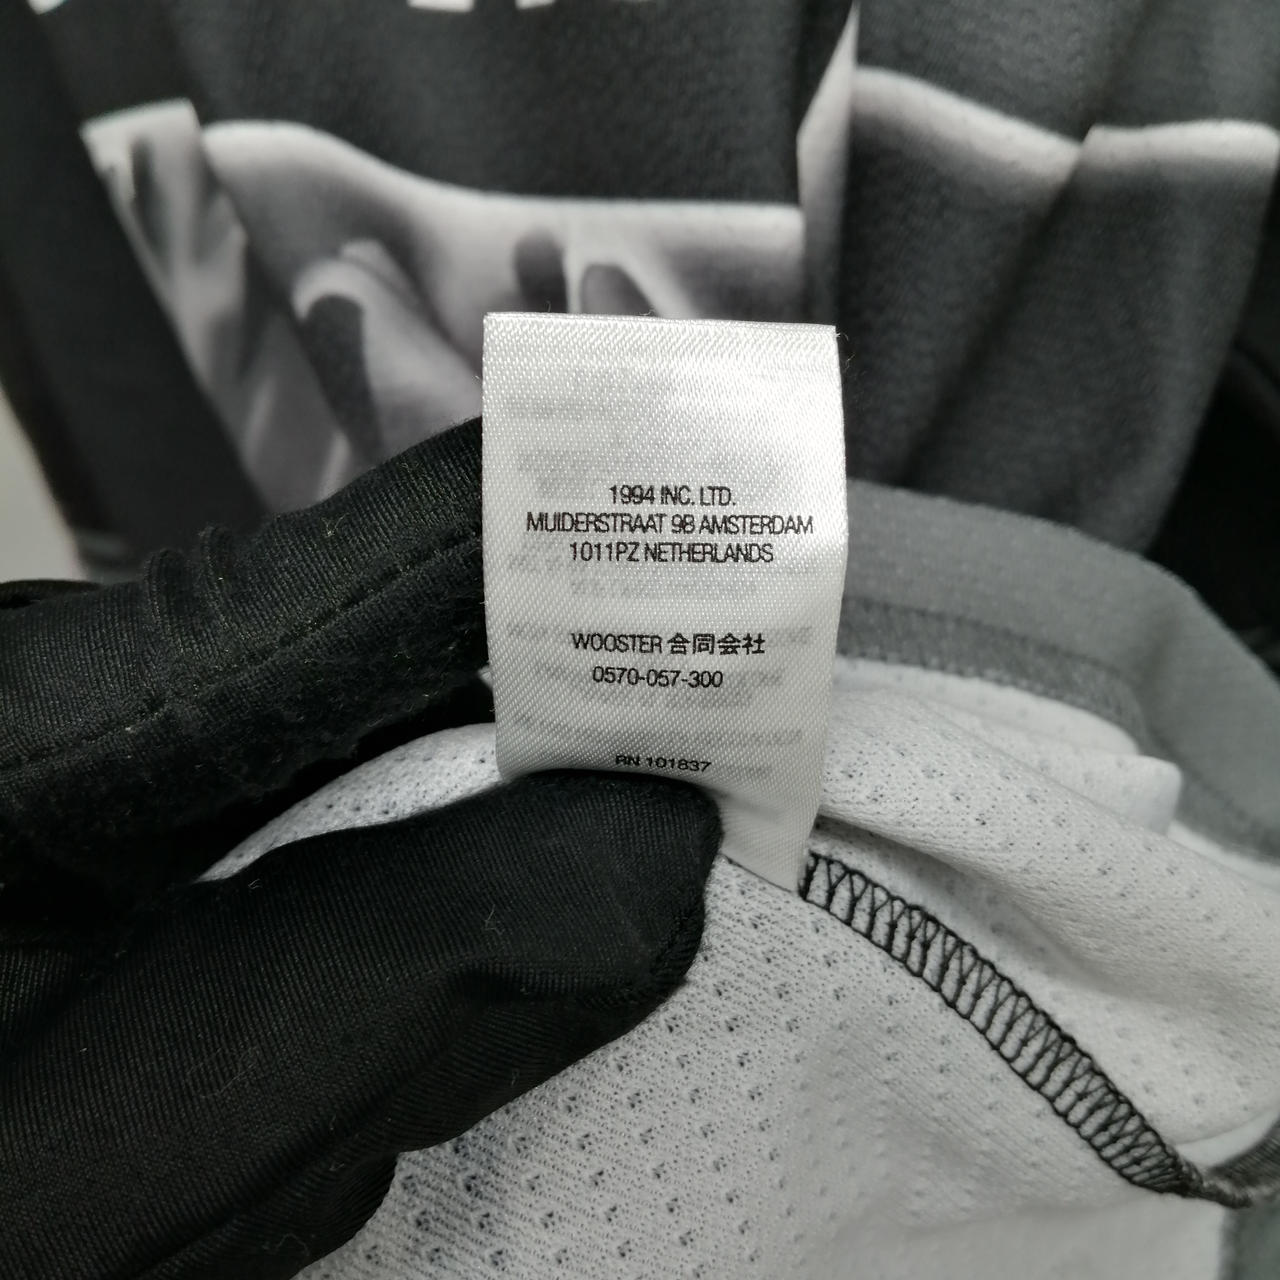 1994 INC. LTD.
MUIDERSTRAAT 9B AMSTERDAM
1011PZ NETHERLANDS
WOOSTER 合同会社
0570-057-300
RN 101837